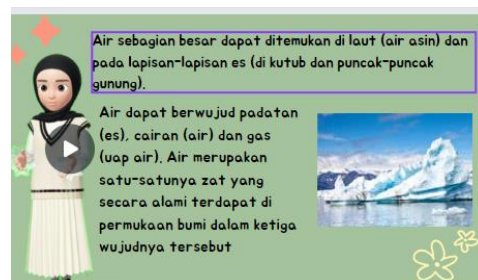 Air sebagian besar dapat ditemukan di laut (air asin) dan
pada lapisan-lapisan es (di kutub dan puncak-puncak
gunung).
Air dapat berwujud padatan
(es), cairan (air) dan gas
(uap air). Air merupakan
satu-satunya zat yang
secara alami terdapat di
permukaan bumi dalam ketiga
wujudnya tersebut